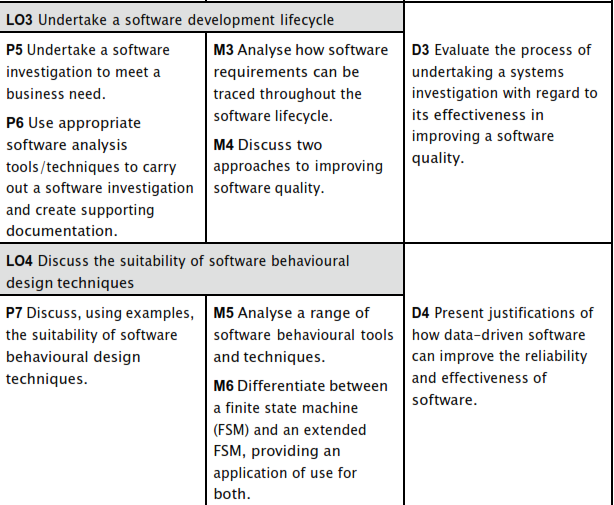 LO3 Undertake a software development lifecycle
P5 Undertake a software
investigation to meet a
business need.
P6 Use appropriate
software analysis
tools/techniques to carry
out a software investigation
and create supporting
documentation.
M3 Analyse how software
requirements can be
traced throughout the
software lifecycle.
M4 Discuss two
approaches to improving
software quality.
D3 Evaluate the process of
undertaking a systems
investigation with regard to
its effectiveness in
improving a software
quality.
LO4 Discuss the suitability of software behavioural
design techniques
P7 Discuss, using examples,
the suitability of software
behavioural design
techniques.
M5 Analyse a range of
software behavioural tools
and techniques.
M6 Differentiate between
a finite state machine
(FSM) and an extended
FSM, providing an
application of use for
both.
D4 Present justifications of
how data-driven software
can improve the reliability
and effectiveness of
software.